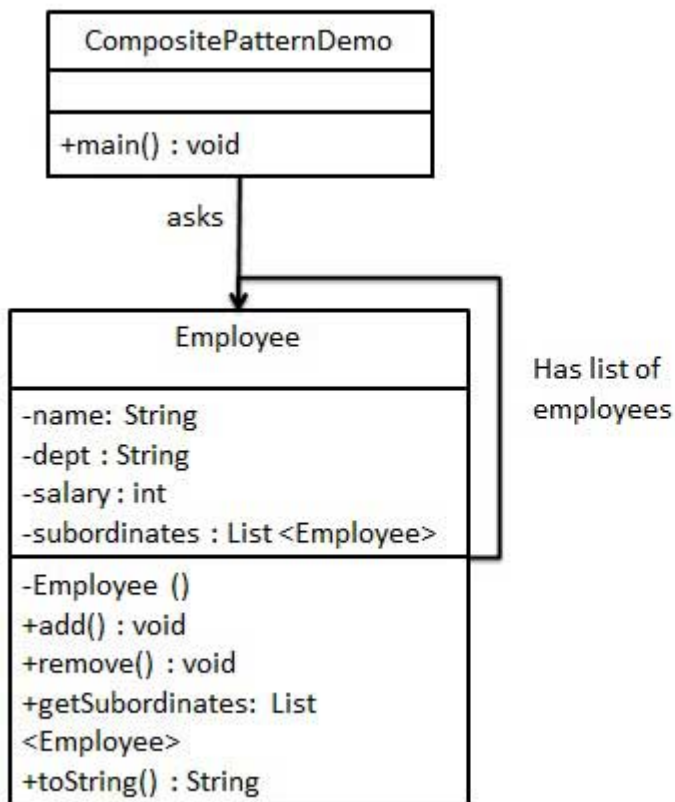 CompositePatternDemo
+main() : void
asks
Employee
-name: String
-dept : String
-salary : int
-subordinates : List <Employee>
Has list of
employees
-Employee ()
+add() : void
+remove() : void
+getSubordinates: List
<Employee>
+toString() : String